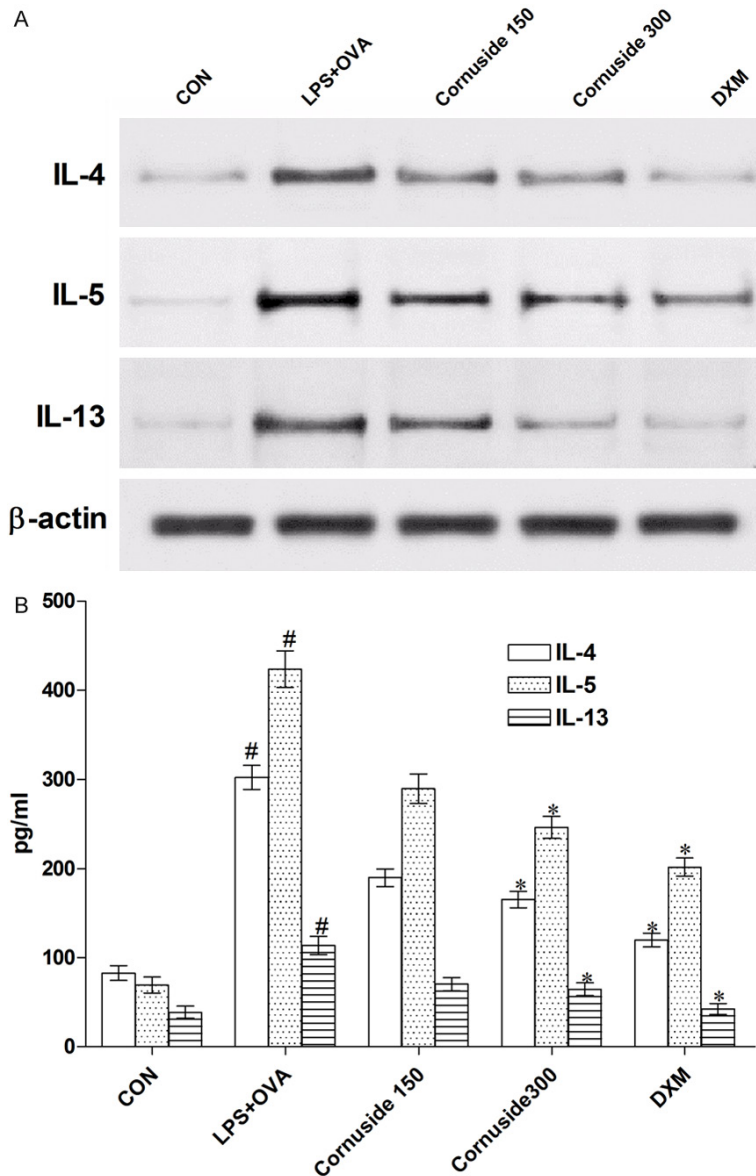 A
CON
LPS+OVA
Cornuside 150
Cornuside 300
DXM
IL-4
IL-5
IL-13
β-actin
B
500
400
300
200
100
0
pg/ml
#
#
#
*
*
*
*
*
*
IL-4
IL-5
IL-13
CON
LPS+OVA
Cornuside 150
Cornuside300
DXM